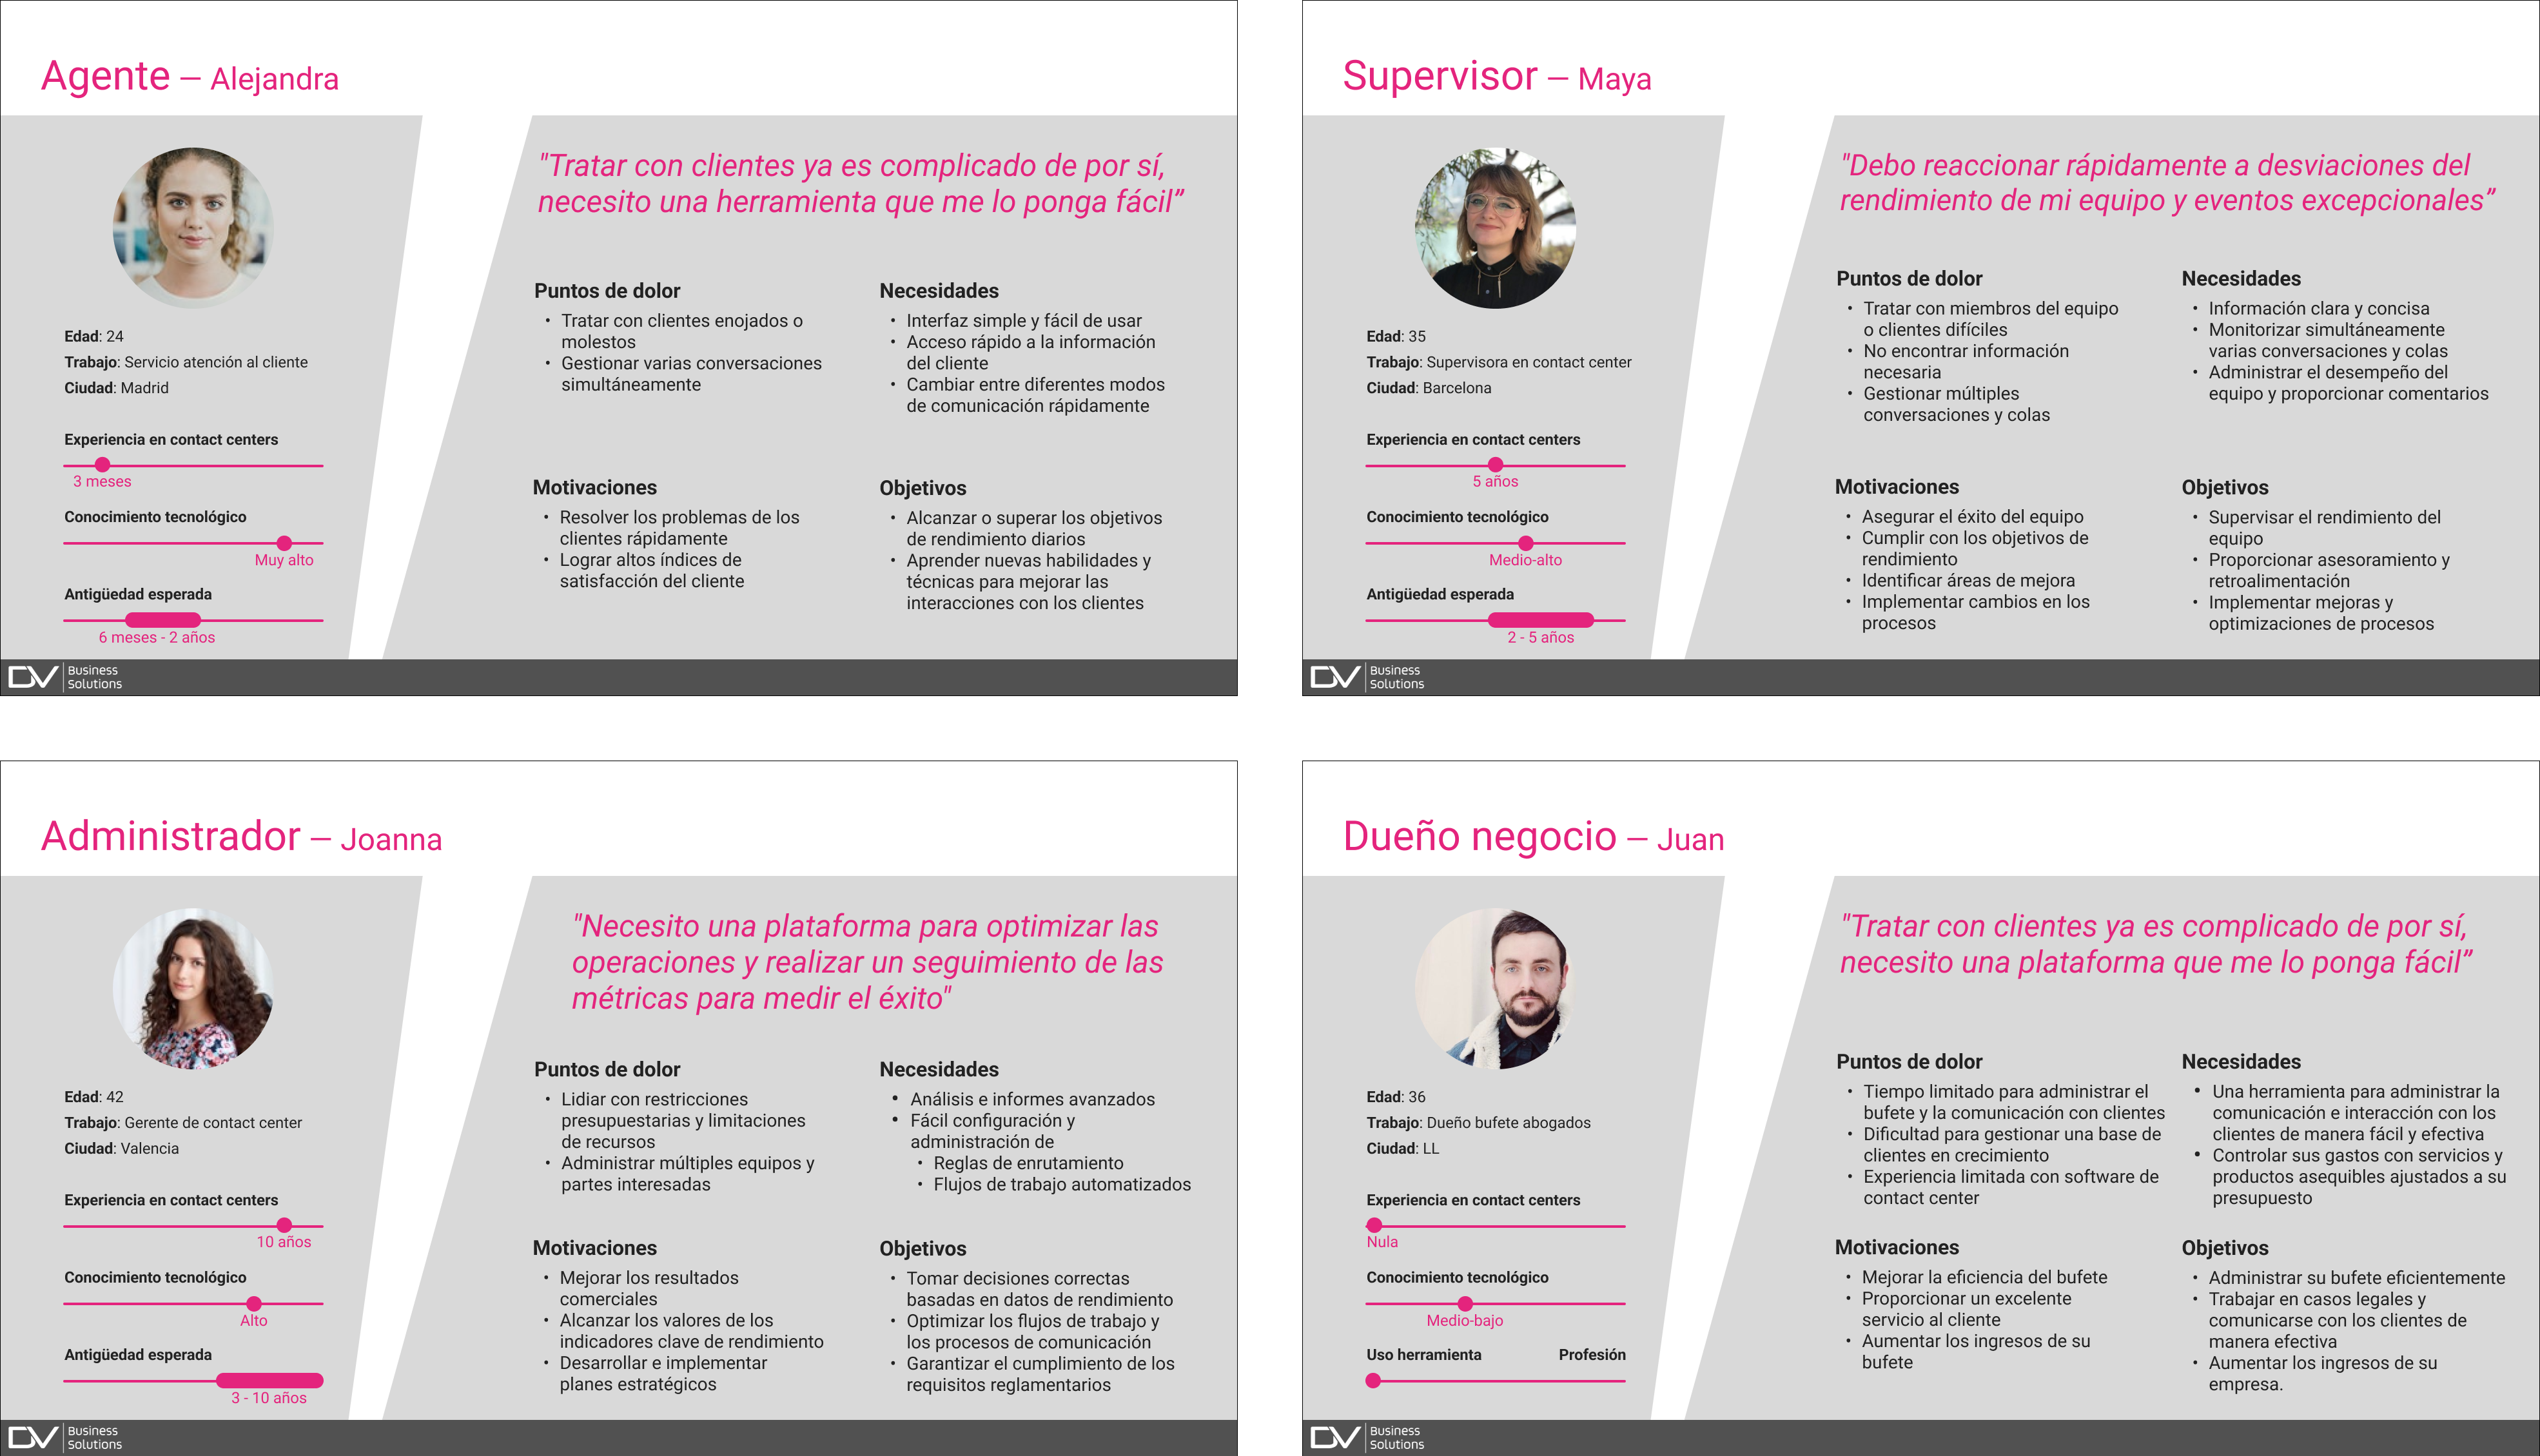 Agente — Alejandra
Edad: 24
Trabajo: Servicio atención al cliente
Ciudad: Madrid
Experiencia en contact centers
3 meses
Conocimiento tecnológico
Muy alto
Antigüedad esperada
6 meses - 2 años
"Tratar con clientes ya es complicado de por sí,
necesito una herramienta que me lo ponga fácil”
Puntos de dolor
• Tratar con clientes enojados o
molestos
• Gestionar varias conversaciones
simultáneamente
Necesidades
• Interfaz simple y fácil de usar
• Acceso rápido a la información
del cliente
• Cambiar entre diferentes modos
de comunicación rápidamente
Motivaciones
• Resolver los problemas de los
clientes rápidamente
• Lograr altos índices de
satisfacción del cliente
Objetivos
• Alcanzar o superar los objetivos
de rendimiento diarios
• Aprender nuevas habilidades y
técnicas para mejorar las
interacciones con los clientes
DV Business
Solutions
Supervisor — Maya
Edad: 35
Trabajo: Supervisora en contact center
Ciudad: Barcelona
Experiencia en contact centers
5 años
Conocimiento tecnológico
Medio-alto
Antigüedad esperada
2 - 5 años
"Debo reaccionar rápidamente a desviaciones del
rendimiento de mi equipo y eventos excepcionales”
Puntos de dolor
• Tratar con miembros del equipo
o clientes difíciles
• No encontrar información
necesaria
• Gestionar múltiples
conversaciones y colas
Necesidades
• Información clara y concisa
• Monitorizar simultáneamente
varias conversaciones y colas
• Administrar el desempeño del
equipo y proporcionar comentarios
Motivaciones
• Asegurar el éxito del equipo
• Cumplir con los objetivos de
rendimiento
• Identificar áreas de mejora
• Implementar cambios en los
procesos
Objetivos
• Supervisar el rendimiento del
equipo
• Proporcionar asesoramiento y
retroalimentación
• Implementar mejoras y
optimizaciones de procesos
DV Business
Solutions
Administrador — Joanna
Edad: 42
Trabajo: Gerente de contact center
Ciudad: Valencia
Experiencia en contact centers
10 años
Conocimiento tecnológico
Alto
Antigüedad esperada
3 - 10 años
"Necesito una plataforma para optimizar las
operaciones y realizar un seguimiento de las
métricas para medir el éxito"
Puntos de dolor
• Lidiar con restricciones
presupuestarias y limitaciones
de recursos
• Administrar múltiples equipos y
partes interesadas
Necesidades
• Análisis e informes avanzados
• Fácil configuración y
administración de
• Reglas de enrutamiento
• Flujos de trabajo automatizados
Motivaciones
• Mejorar los resultados
comerciales
• Alcanzar los valores de los
indicadores clave de rendimiento
• Desarrollar e implementar
planes estratégicos
Objetivos
• Tomar decisiones correctas
basadas en datos de rendimiento
• Optimizar los flujos de trabajo y
los procesos de comunicación
• Garantizar el cumplimiento de los
requisitos reglamentarios
DV Business
Solutions
Dueño negocio — Juan
Edad: 36
Trabajo: Dueño bufete abogados
Ciudad: LL
Experiencia en contact centers
Nula
Conocimiento tecnológico
Medio-bajo
Uso herramienta Profesión
"Tratar con clientes ya es complicado de por sí,
necesito una plataforma que me lo ponga fácil”
Puntos de dolor
• Tiempo limitado para administrar el
bufete y la comunicación con clientes
• Dificultad para gestionar una base de
clientes en crecimiento
• Experiencia limitada con software de
contact center
Necesidades
• Una herramienta para administrar la
comunicación e interacción con los
clientes de manera fácil y efectiva
• Controlar sus gastos con servicios y
productos asequibles ajustados a su
presupuesto
Motivaciones
• Mejorar la eficiencia del bufete
• Proporcionar un excelente
servicio al cliente
• Aumentar los ingresos de su
bufete
Objetivos
• Administrar su bufete eficientemente
• Trabajar en casos legales y
comunicarse con los clientes de
manera efectiva
• Aumentar los ingresos de su
empresa.
DV Business
Solutions